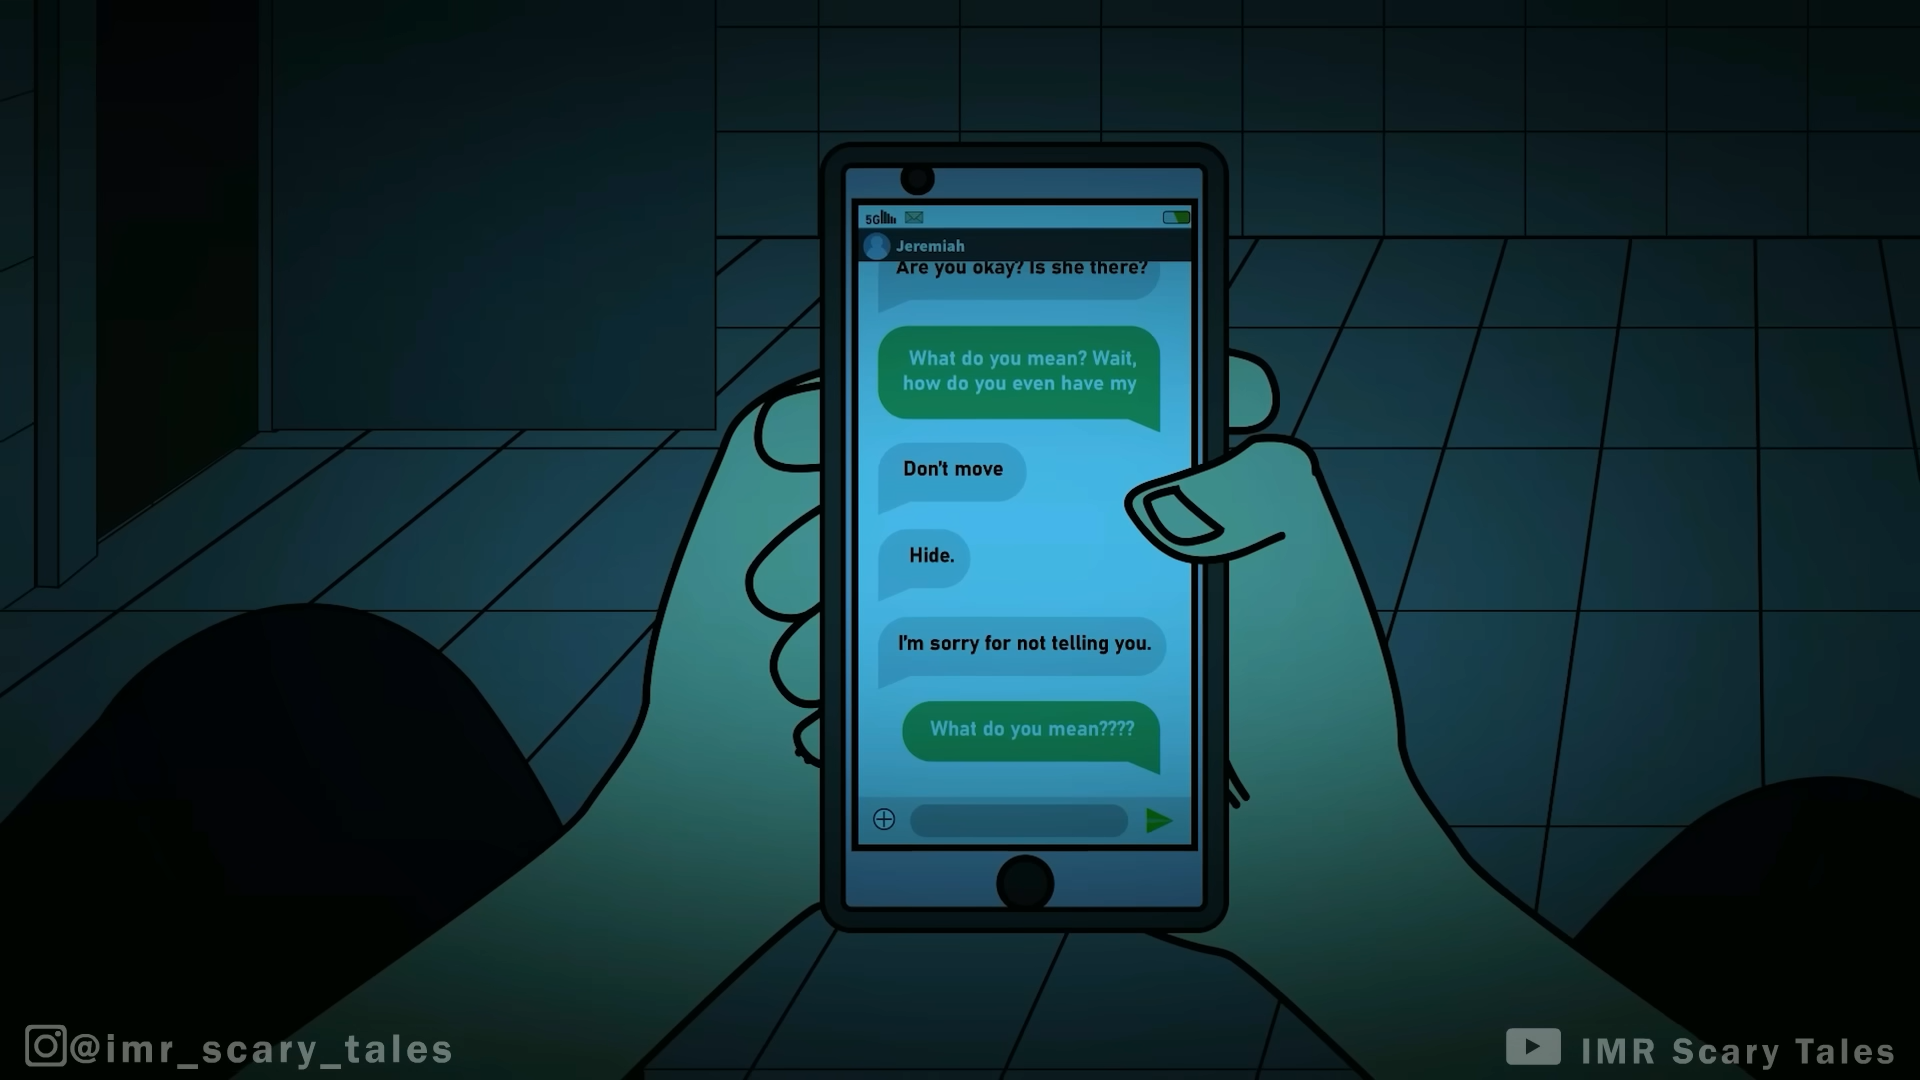 5G
Jeremiah
Are you okay? Is she there?
What do you mean? Wait,
how do you even have my
Don't move
Hide.
I'm sorry for not telling you.
What do you mean????
@imr_scary_tales
IMR Scary Tales